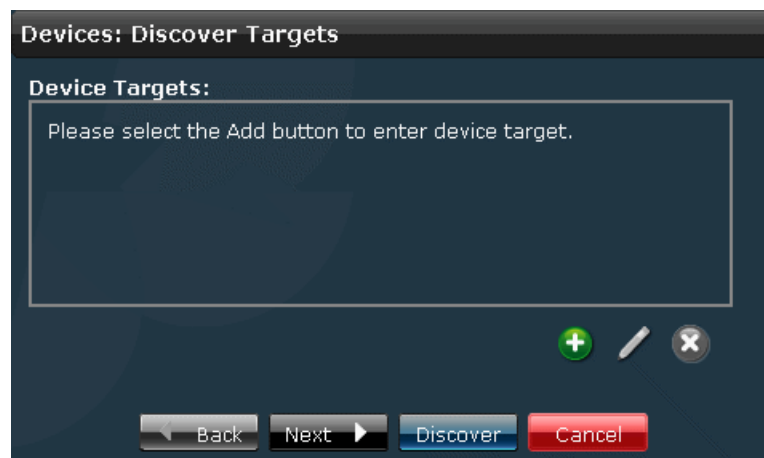 Devices: Discover Targets
Device Targets:
Please select the Add button to enter device target.
Back Next Discover Cancel